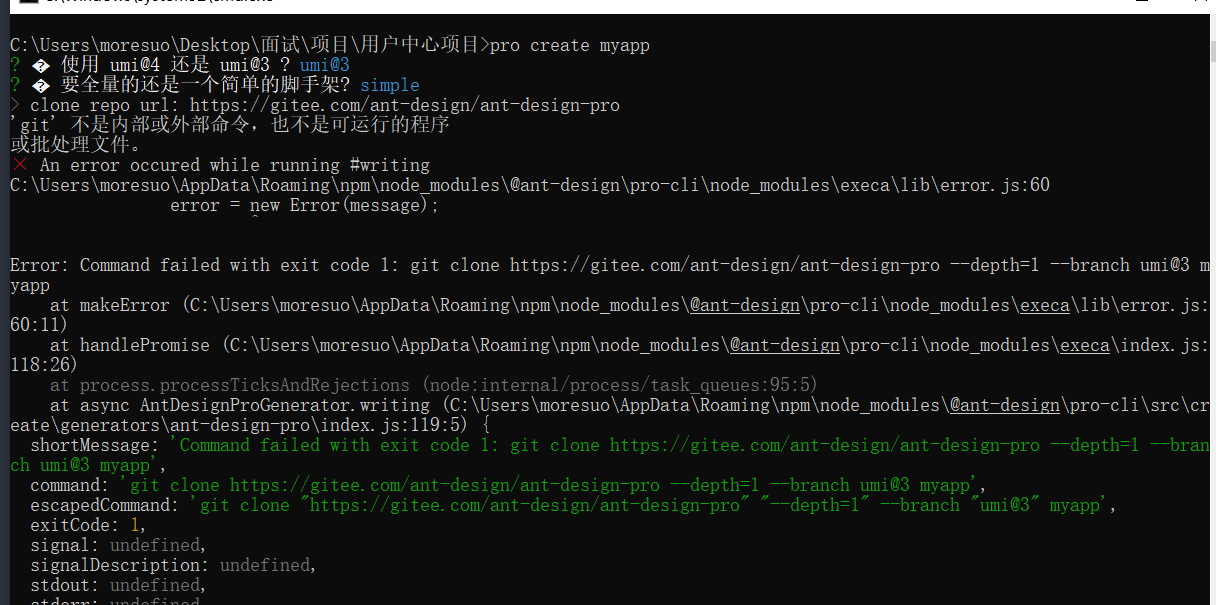 C:\Users\moresuo\Desktop\面试\项目\用户中心项目>pro create myapp
? � 使用 umi@4 还是 umi@3 ? umi@3
? � 要全量的还是一个简单的脚手架? simple
> clone repo url: https://gitee.com/ant-design/ant-design-pro
'git' 不是内部或外部命令，也不是可运行的程序
或批处理文件。
× An error occured while running #writing
C:\Users\moresuo\AppData\Roaming\npm\node_modules\@ant-design\pro-cli\node_modules\execa\lib\error.js:60
error = new Error(message);
^
Error: Command failed with exit code 1: git clone https://gitee.com/ant-design/ant-design-pro --depth=1 --branch umi@3 m
yapp
at makeError (C:\Users\moresuo\AppData\Roaming\npm\node_modules\@ant-design\pro-cli\node_modules\execa\lib\error.js:
60:11)
at handlePromise (C:\Users\moresuo\AppData\Roaming\npm\node_modules\@ant-design\pro-cli\node_modules\execa\index.js:
118:26)
at process.processTicksAndRejections (node:internal/process/task_queues:95:5)
at async AntDesignProGenerator.writing (C:\Users\moresuo\AppData\Roaming\npm\node_modules\@ant-design\pro-cli\src\cr
eate\generators\ant-design-pro\index.js:119:5) {
shortMessage: 'Command failed with exit code 1: git clone https://gitee.com/ant-design/ant-design-pro --depth=1 --bran
ch umi@3 myapp',
command: 'git clone https://gitee.com/ant-design/ant-design-pro --depth=1 --branch umi@3 myapp',
escapedCommand: 'git clone "https://gitee.com/ant-design/ant-design-pro" "--depth=1" --branch "umi@3" myapp',
exitCode: 1,
signal: undefined,
signalDescription: undefined,
stdout: undefined,
stderr: undefined